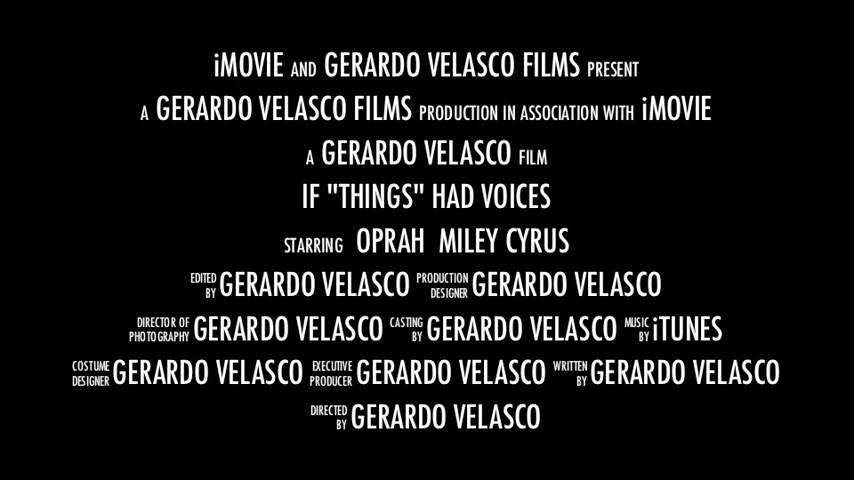 iMOVIE AND GERARDO VELASCO FILMS PRESENT
A GERARDO VELASCO FILMS PRODUCTION IN ASSOCIATION WITH iMOVIE
A GERARDO VELASCO FILM
IF "THINGS" HAD VOICES
STARRING OPRAH MILEY CYRUS
EDITED BY GERARDO VELASCO PRODUCTION DESIGNER GERARDO VELASCO
DIRECTOR OF PHOTOGRAPHY GERARDO VELASCO CASTING BY GERARDO VELASCO MUSIC BY iTUNES
COSTUME DESIGNER GERARDO VELASCO EXECUTIVE PRODUCER GERARDO VELASCO WRITTEN BY GERARDO VELASCO
DIRECTED BY GERARDO VELASCO